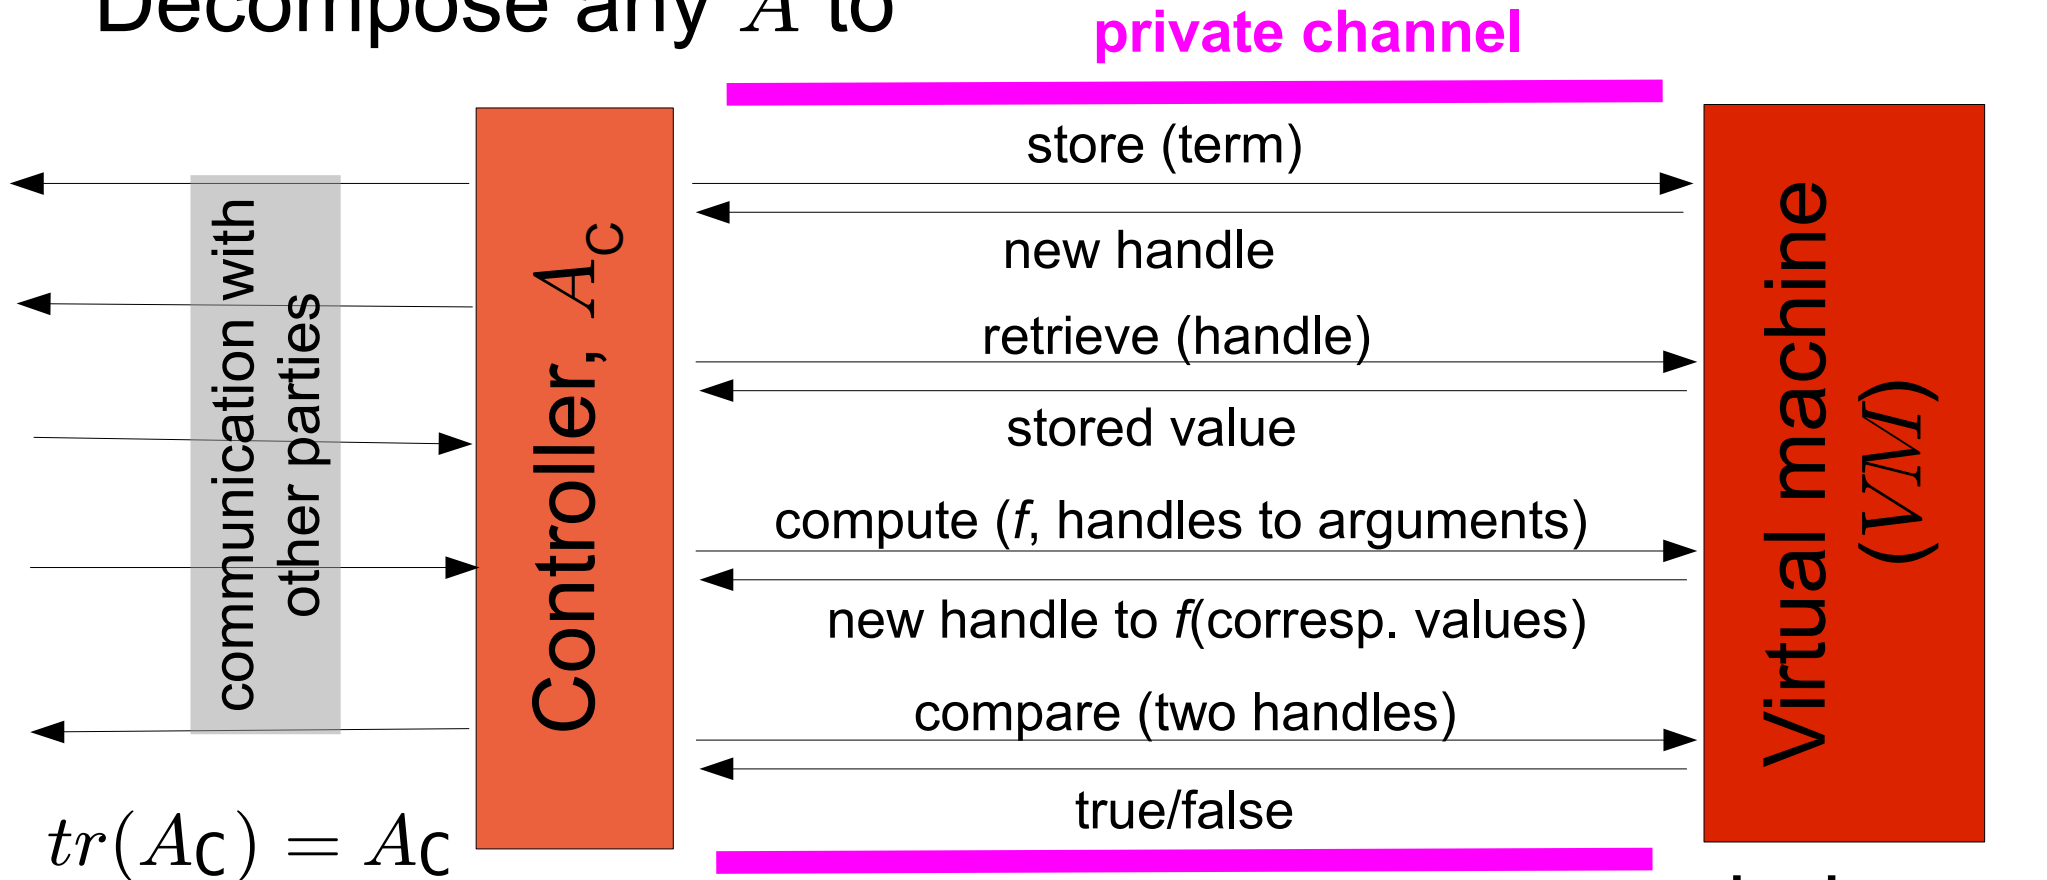 Decompose any A to
private channel
communication with
other parties
Controller, A_C
store (term)
new handle
retrieve (handle)
stored value
compute (f, handles to arguments)
new handle to f(corresp. values)
compare (two handles)
true/false
Virtual machine
(VM)
tr(A_C) = A_C